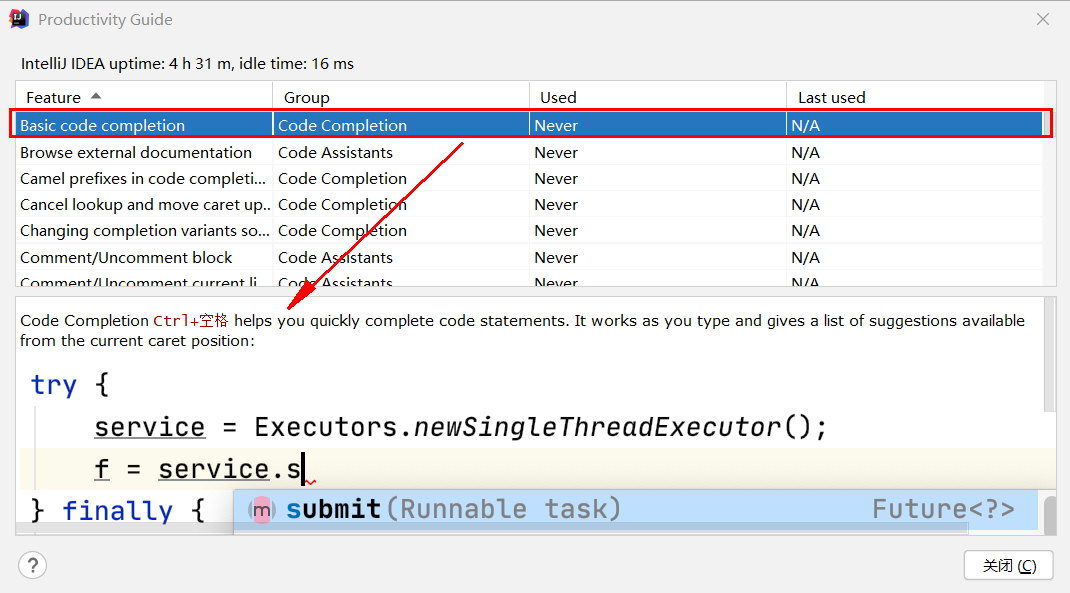 Productivity Guide
IntelliJ IDEA uptime: 4 h 31 m, idle time: 16 ms
Feature Group Used Last used
Basic code completion Code Completion Never N/A
Browse external documentation Code Assistants Never N/A
Camel prefixes in code completi... Code Completion Never N/A
Cancel lookup and move caret up... Code Completion Never N/A
Changing completion variants so... Code Completion Never N/A
Comment/Uncomment block Code Assistants Never N/A
Comment/Uncomment current li... Code Assistants Never N/A
Code Completion Ctrl+空格 helps you quickly complete code statements. It works as you type and gives a list of suggestions available
from the current caret position:
try {
service = Executors.newSingleThreadExecutor();
f = service.s
} finally {
m submit(Runnable task) Future<?>
?
关闭 (C)